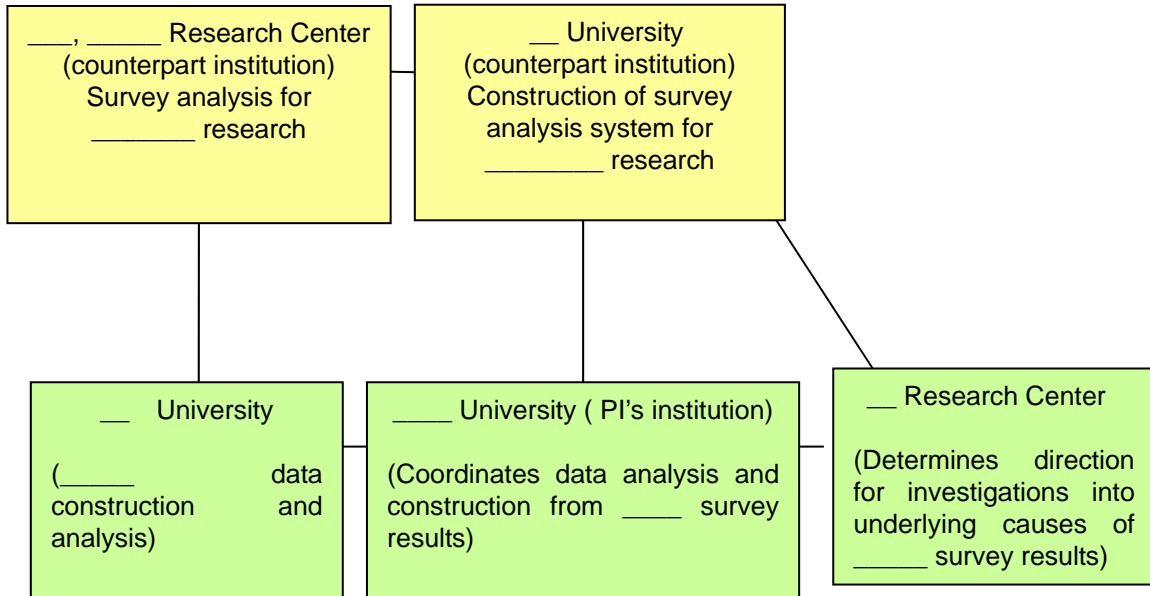 ___, _____ Research Center
(counterpart institution)
Survey analysis for
_______ research
__ University
(counterpart institution)
Construction of survey
analysis system for
________ research
__ University
(_____ data
construction and
analysis)
____ University ( PI's institution)
(Coordinates data analysis and
construction from ____ survey
results)
__ Research Center
(Determines direction
for investigations into
underlying causes of
_____ survey results)